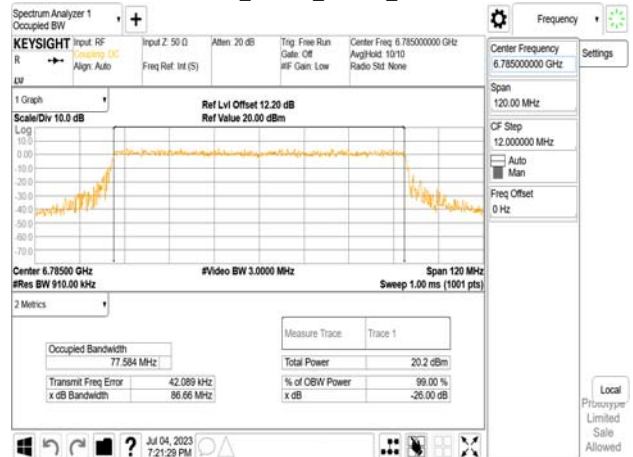 Spectrum Analyzer 1
Occupied BW
Frequency
KEYSIGHT Input: RF
Coupling: DC
Align: Auto
R
LXI
Input Z: 50 Ω
Freq Ref: Int (S)
Atten: 20 dB
Trig: Free Run
Gate: Off
#IF Gain: Low
Center Freq: 6.785000000 GHz
Avg|Hold: 10/10
Radio Std: None
Center Frequency
6.785000000 GHz
Settings
Span
120.00 MHz
CF Step
12.000000 MHz
Auto
Man
Freq Offset
0 Hz
1 Graph
Ref Lvl Offset 12.20 dB
Scale/Div 10.0 dB
Ref Value 20.00 dBm
Log
10.0
0.00
-10.0
-20.0
-30.0
-40.0
-50.0
-60.0
-70.0
Center 6.78500 GHz
#Video BW 3.0000 MHz
Span 120 MHz
#Res BW 910.00 kHz
Sweep 1.00 ms (1001 pts)
2 Metrics
Measure Trace Trace 1
Occupied Bandwidth
77.584 MHz
Total Power 20.2 dBm
Transmit Freq Error 42.089 kHz
% of OBW Power 99.00 %
x dB Bandwidth 86.66 MHz
x dB -26.00 dB
Local
Prototype
Limited
Sale
Allowed
Jul 04, 2023
7:21:29 PM